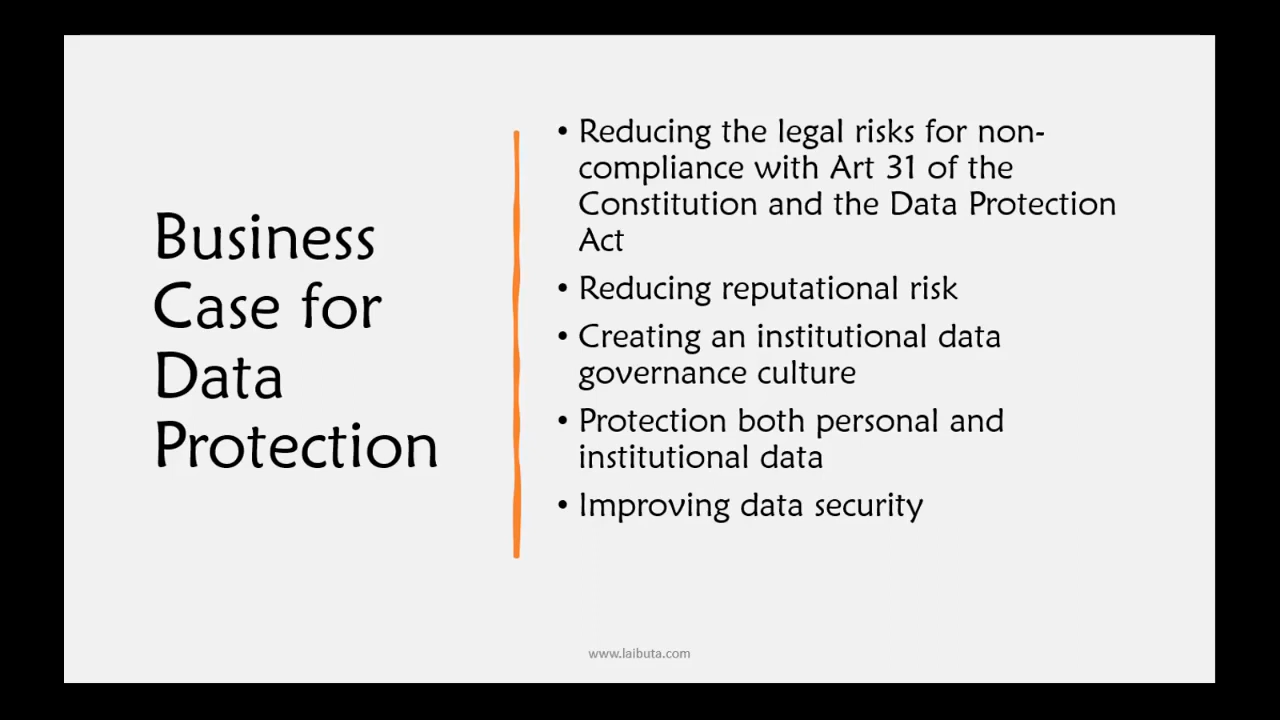 Business
Case for
Data
Protection
• Reducing the legal risks for non-
compliance with Art 31 of the
Constitution and the Data Protection
Act
• Reducing reputational risk
• Creating an institutional data
governance culture
• Protection both personal and
institutional data
• Improving data security
www.laibuta.com